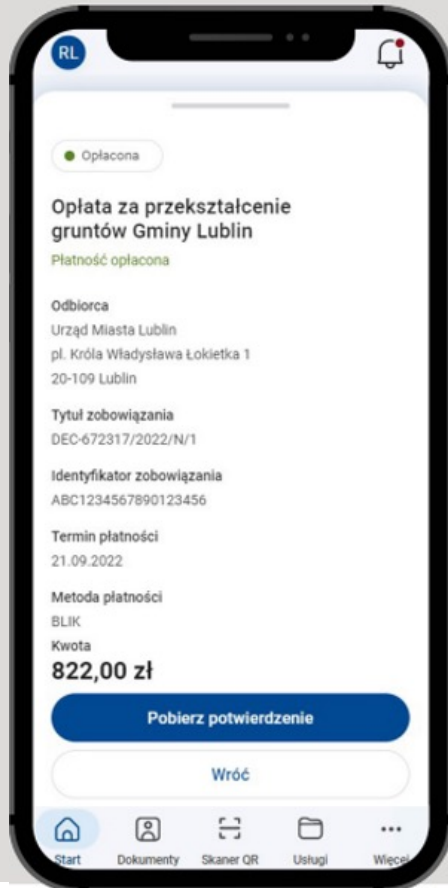 RL
Opłacona
Opłata za przekształcenie
gruntów Gminy Lublin
Płatność opłacona
Odbiorca
Urząd Miasta Lublin
pl. Króla Władysława Łokietka 1
20-109 Lublin
Tytuł zobowiązania
DEC-672317/2022/N/1
Identyfikator zobowiązania
ABC1234567890123456
Termin płatności
21.09.2022
Metoda płatności
BLIK
Kwota
822,00 zł
Pobierz potwierdzenie
Wróć
Start Dokumenty Skaner QR Usługi Więcej